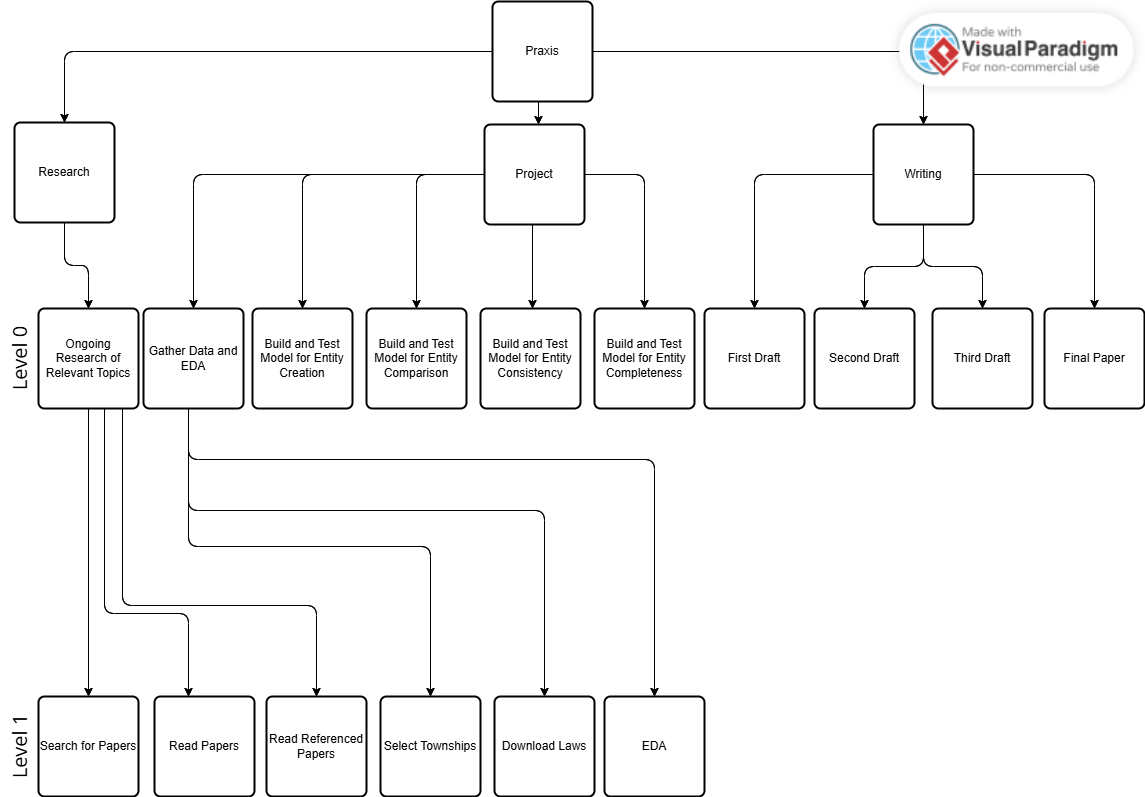 Praxis
Made with
VisualParadigm
For non-commercial use
Research
Project
Writing
Level 0
Ongoing
Research of
Relevant Topics
Gather Data and
EDA
Build and Test
Model for Entity
Creation
Build and Test
Model for Entity
Comparison
Build and Test
Model for Entity
Consistency
Build and Test
Model for Entity
Completeness
First Draft
Second Draft
Third Draft
Final Paper
Level 1
Search for Papers
Read Papers
Read Referenced
Papers
Select Townships
Download Laws
EDA